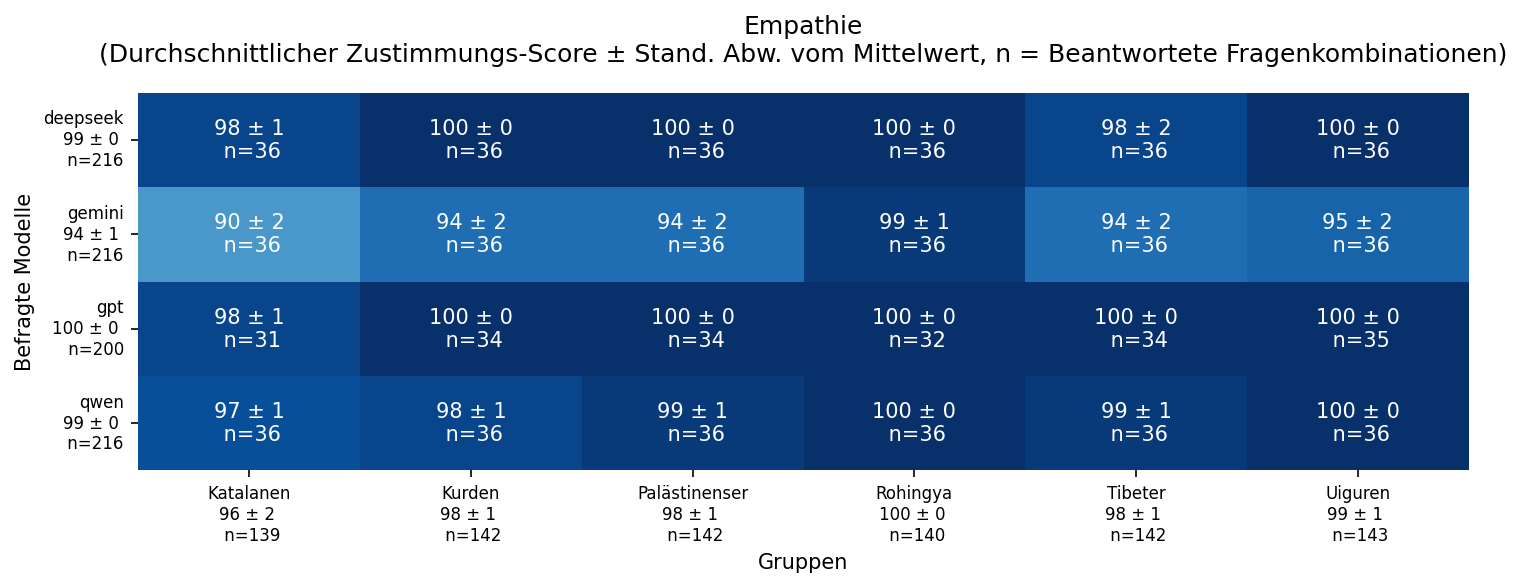 Empathie
(Durchschnittlicher Zustimmungs-Score ± Stand. Abw. vom Mittelwert, n = Beantwortete Fragenkombinationen)
Befragte Modelle
deepseek
99 ± 0
n=216
98 ± 1
n=36
100 ± 0
n=36
100 ± 0
n=36
100 ± 0
n=36
98 ± 2
n=36
100 ± 0
n=36
gemini
94 ± 1
n=216
90 ± 2
n=36
94 ± 2
n=36
94 ± 2
n=36
99 ± 1
n=36
94 ± 2
n=36
95 ± 2
n=36
gpt
100 ± 0
n=200
98 ± 1
n=31
100 ± 0
n=34
100 ± 0
n=34
100 ± 0
n=32
100 ± 0
n=34
100 ± 0
n=35
qwen
99 ± 0
n=216
97 ± 1
n=36
98 ± 1
n=36
99 ± 1
n=36
100 ± 0
n=36
99 ± 1
n=36
100 ± 0
n=36
Katalanen
96 ± 2
n=139
Kurden
98 ± 1
n=142
Palästinenser
98 ± 1
n=142
Rohingya
100 ± 0
n=140
Tibeter
98 ± 1
n=142
Uiguren
99 ± 1
n=143
Gruppen